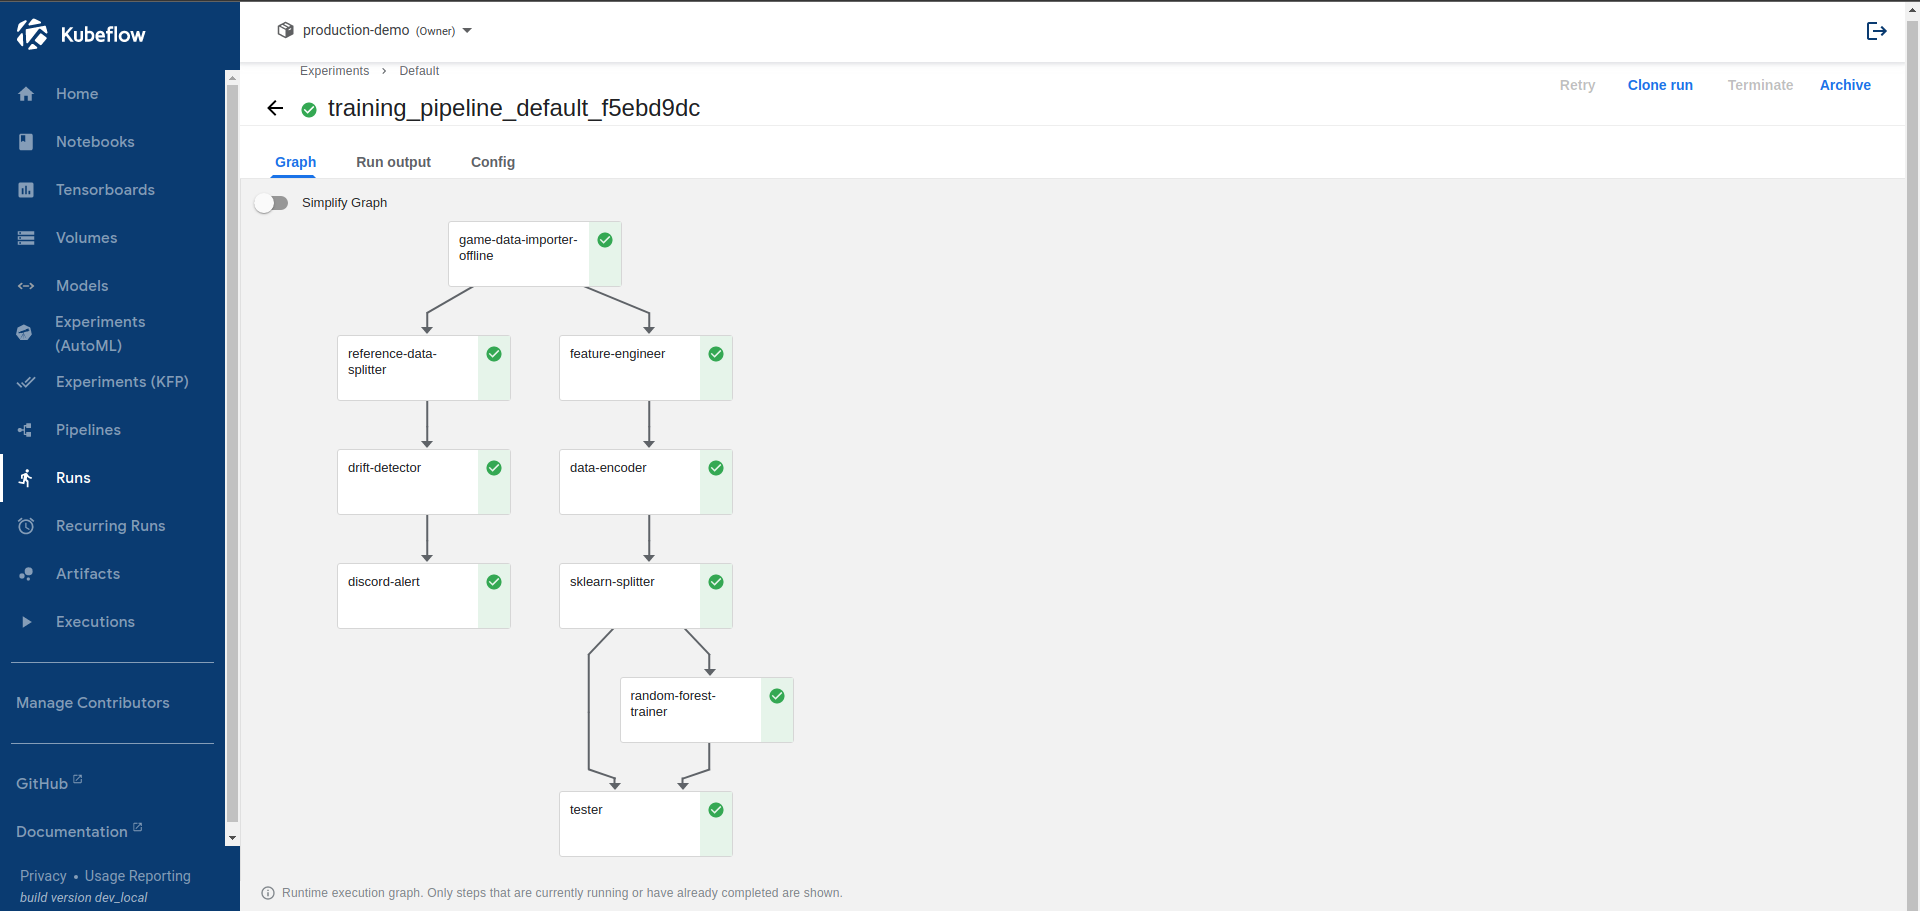 Kubeflow
Home
Notebooks
Tensorboards
Volumes
Models
Experiments
(AutoML)
Experiments (KFP)
Pipelines
Runs
Recurring Runs
Artifacts
Executions
Manage Contributors
GitHub
Documentation
Privacy • Usage Reporting
build version dev_local
production-demo (Owner)
Experiments › Default
training_pipeline_default_f5ebd9dc
Retry Clone run Terminate Archive
Graph Run output Config
Simplify Graph
game-data-importer-
offline
reference-data-
splitter
feature-engineer
drift-detector
data-encoder
discord-alert
sklearn-splitter
random-forest-
trainer
tester
Runtime execution graph. Only steps that are currently running or have already completed are shown.